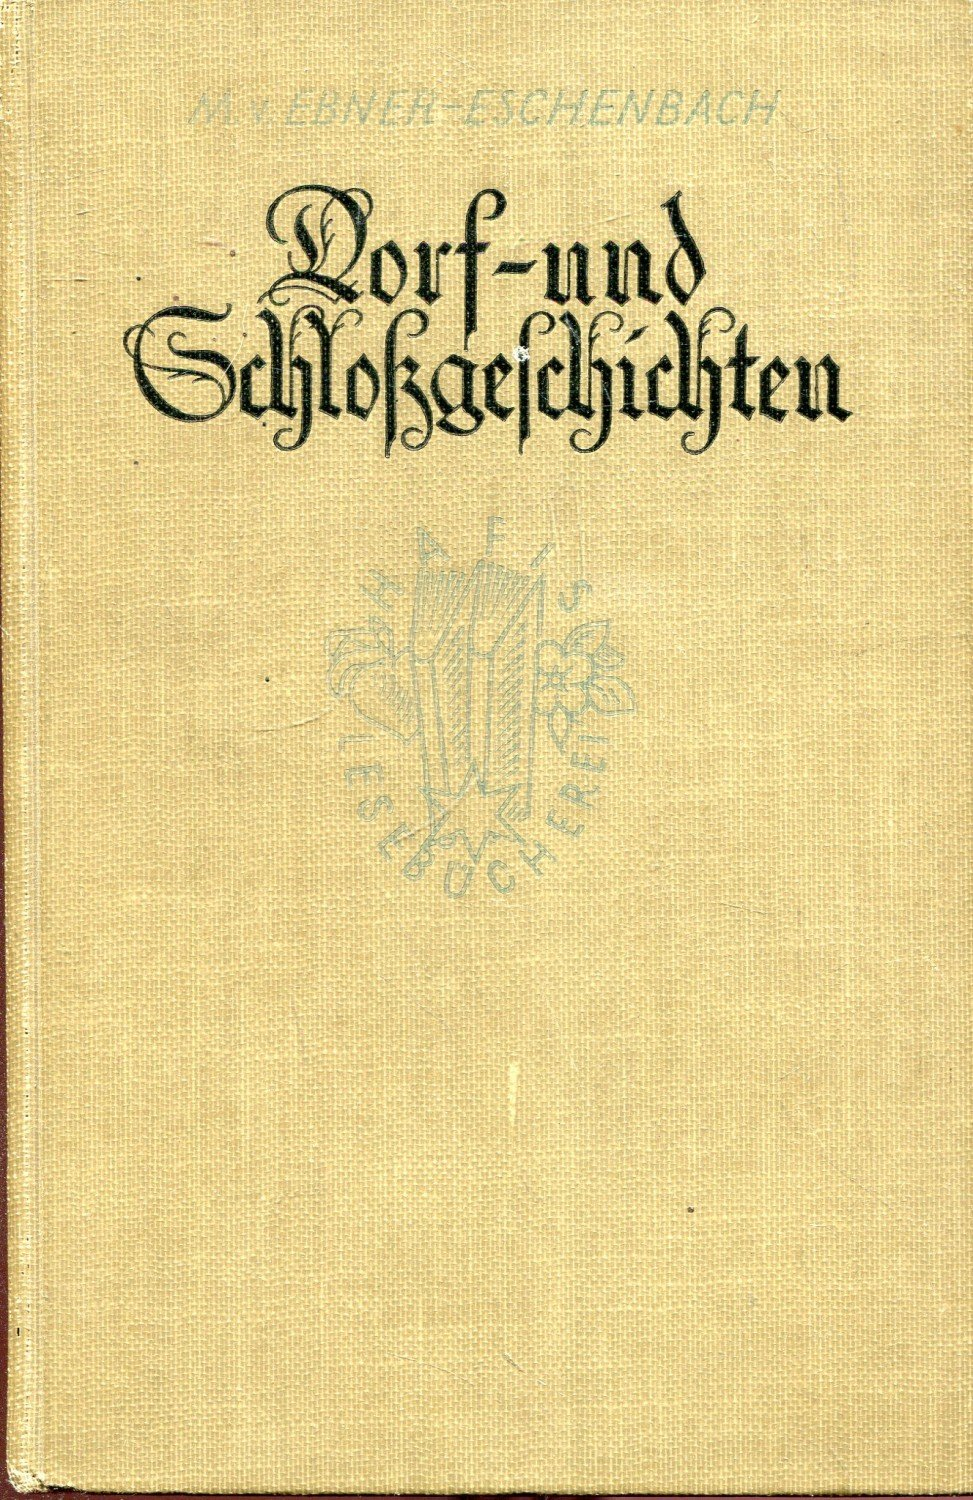 M. v. EBNER-ESCHENBACH
Dorf- und
Schloßgeschichten
HAFIS
LESEBÜCHEREI